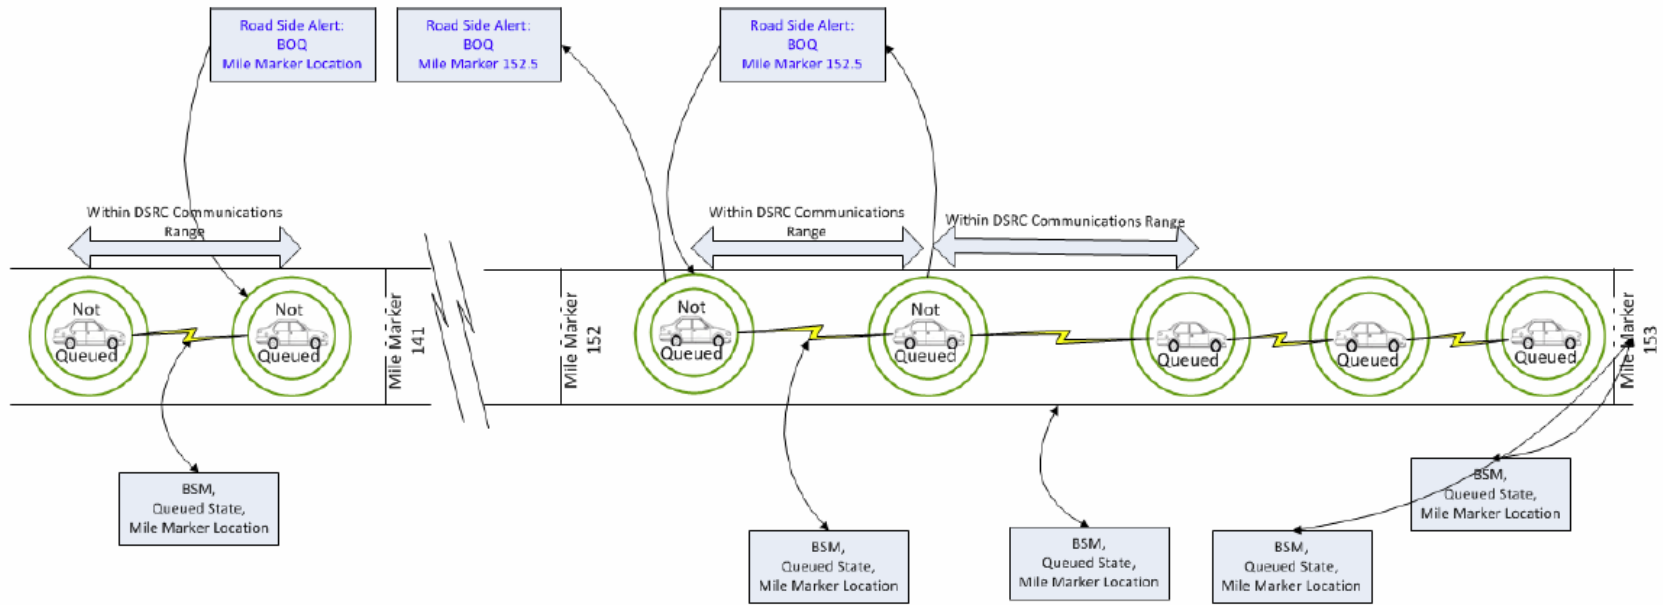 Road Side Alert:
BOQ
Mile Marker Location
Road Side Alert:
BOQ
Mile Marker 152.5
Road Side Alert:
BOQ
Mile Marker 152.5
Within DSRC Communications
Range
Within DSRC Communications
Range
Within DSRC Communications Range
Not
Queued
Not
Queued
Mile Marker
141
Mile Marker
152
Not
Queued
Not
Queued
Queued
Queued
Queued
Mile Marker
153
BSM,
Queued State,
Mile Marker Location
BSM,
Queued State,
Mile Marker Location
BSM,
Queued State,
Mile Marker Location
BSM,
Queued State,
Mile Marker Location
BSM,
Queued State,
Mile Marker Location